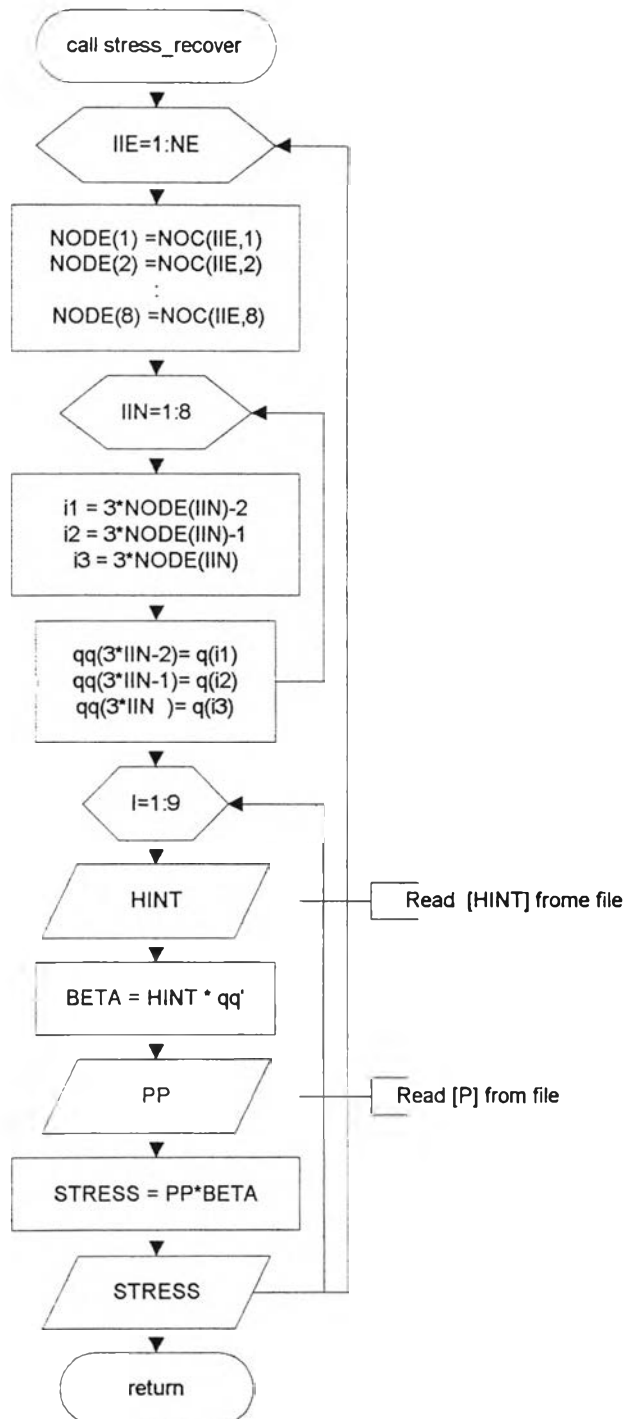 call stress_recover
IIE=1:NE
NODE(1) =NOC(IIE,1)
NODE(2) =NOC(IIE,2)
:
NODE(8) =NOC(IIE,8)
IIN=1:8
i1 = 3*NODE(IIN)-2
i2 = 3*NODE(IIN)-1
i3 = 3*NODE(IIN)
qq(3*IIN-2)= q(i1)
qq(3*IIN-1)= q(i2)
qq(3*IIN  )= q(i3)
I=1:9
HINT
Read  [HINT] frome file
BETA = HINT * qq'
PP
Read [P] from file
STRESS = PP*BETA
STRESS
return